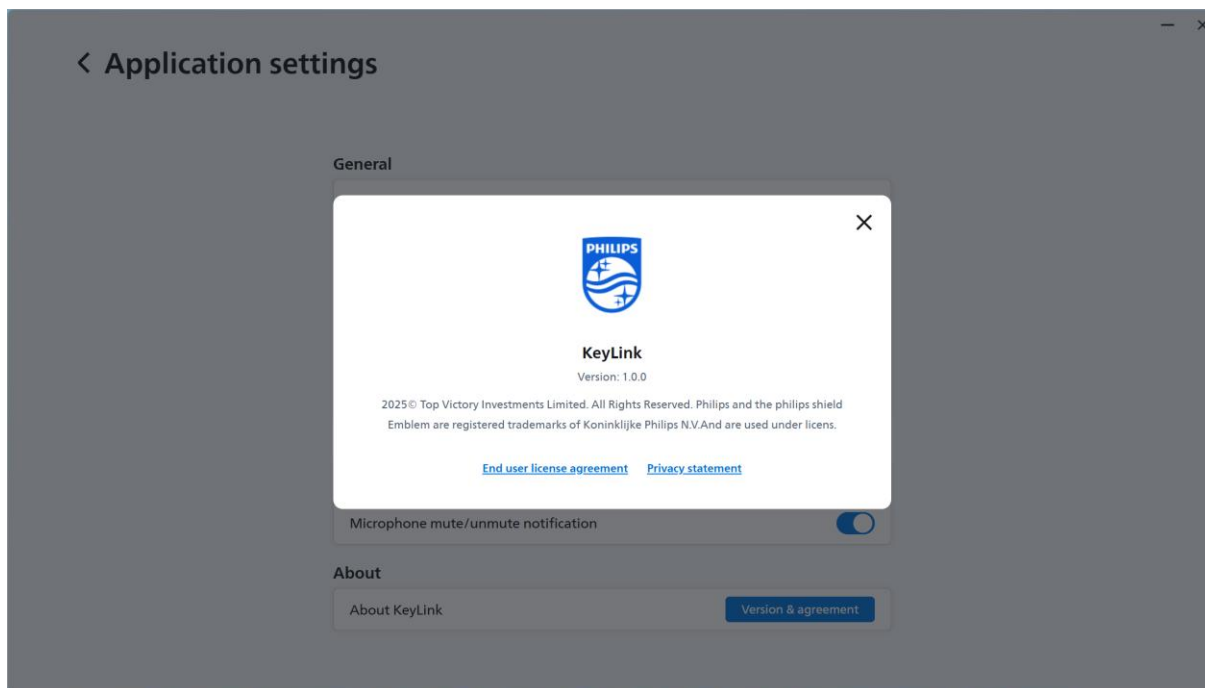 Application settings
General
PHILIPS
KeyLink
Version: 1.0.0
2025© Top Victory Investments Limited. All Rights Reserved. Philips and the philips shield
Emblem are registered trademarks of Koninklijke Philips N.V.And are used under licens.
End user license agreement Privacy statement
Microphone mute/unmute notification
About
About KeyLink Version & agreement